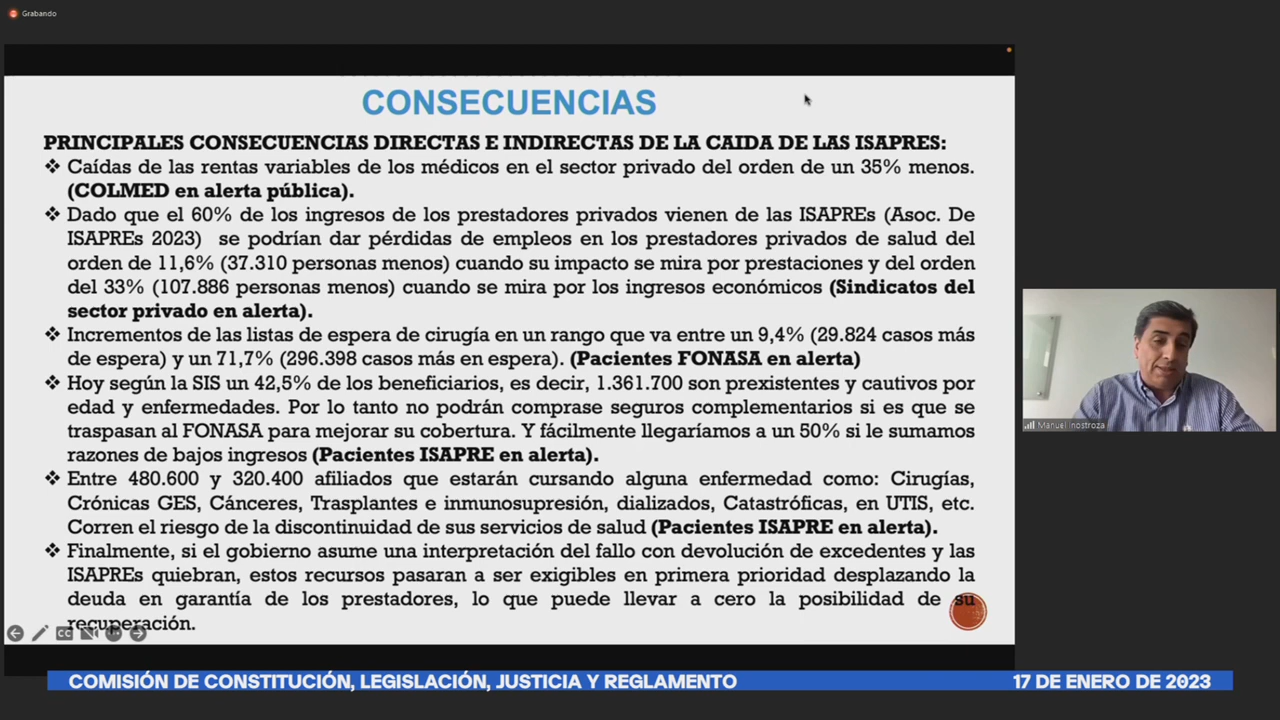 Grabando
CONSECUENCIAS
PRINCIPALES CONSECUENCIAS DIRECTAS E INDIRECTAS DE LA CAIDA DE LAS ISAPRES:
❖ Caídas de las rentas variables de los médicos en el sector privado del orden de un 35% menos.
(COLMED en alerta pública).
❖ Dado que el 60% de los ingresos de los prestadores privados vienen de las ISAPREs (Asoc. De
ISAPREs 2023) se podrían dar pérdidas de empleos en los prestadores privados de salud del
orden de 11,6% (37.310 personas menos) cuando su impacto se mira por prestaciones y del orden
del 33% (107.886 personas menos) cuando se mira por los ingresos económicos (Sindicatos del
sector privado en alerta).
❖ Incrementos de las listas de espera de cirugía en un rango que va entre un 9,4% (29.824 casos más
de espera) y un 71,7% (296.398 casos más en espera). (Pacientes FONASA en alerta)
❖ Hoy según la SIS un 42,5% de los beneficiarios, es decir, 1.361.700 son prexistentes y cautivos por
edad y enfermedades. Por lo tanto no podrán comprase seguros complementarios si es que se
traspasan al FONASA para mejorar su cobertura. Y fácilmente llegaríamos a un 50% si le sumamos
razones de bajos ingresos (Pacientes ISAPRE en alerta).
❖ Entre 480.600 y 320.400 afiliados que estarán cursando alguna enfermedad como: Cirugías,
Crónicas GES, Cánceres, Trasplantes e inmunosupresión, dializados, Catastróficas, en UTIS, etc.
Corren el riesgo de la discontinuidad de sus servicios de salud (Pacientes ISAPRE en alerta).
❖ Finalmente, si el gobierno asume una interpretación del fallo con devolución de excedentes y las
ISAPREs quiebran, estos recursos pasaran a ser exigibles en primera prioridad desplazando la
deuda en garantía de los prestadores, lo que puede llevar a cero la posibilidad de su
recuperación.
CC
Manuel Inostroza
COMISIÓN DE CONSTITUCIÓN, LEGISLACIÓN, JUSTICIA Y REGLAMENTO
17 DE ENERO DE 2023